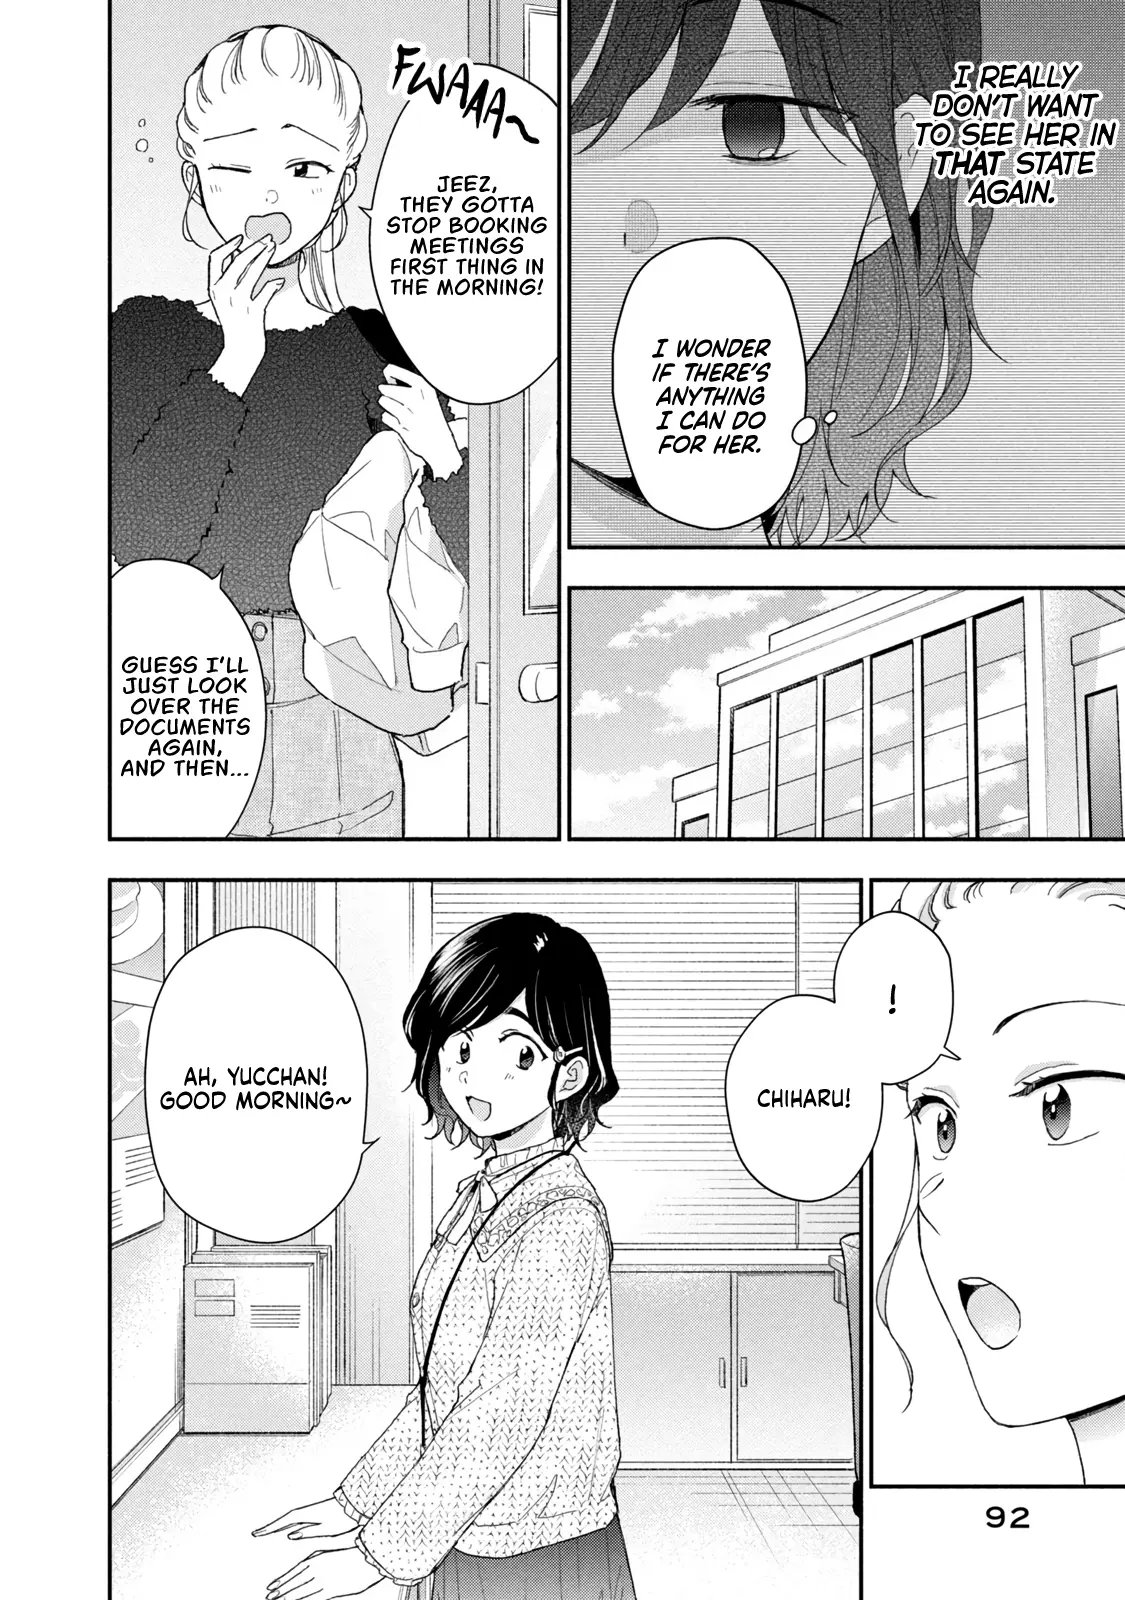 I REALLY
DON'T WANT
TO SEE HER IN
THAT STATE
AGAIN.
I WONDER
IF THERE'S
ANYTHING
I CAN DO
FOR HER.
FWAAA~
JEEZ,
THEY GOTTA
STOP BOOKING
MEETINGS
FIRST THING IN
THE MORNING!
GUESS I'LL
JUST LOOK
OVER THE
DOCUMENTS
AGAIN,
AND THEN...
!
CHIHARU!
AH, YUCCHAN!
GOOD MORNING~
92